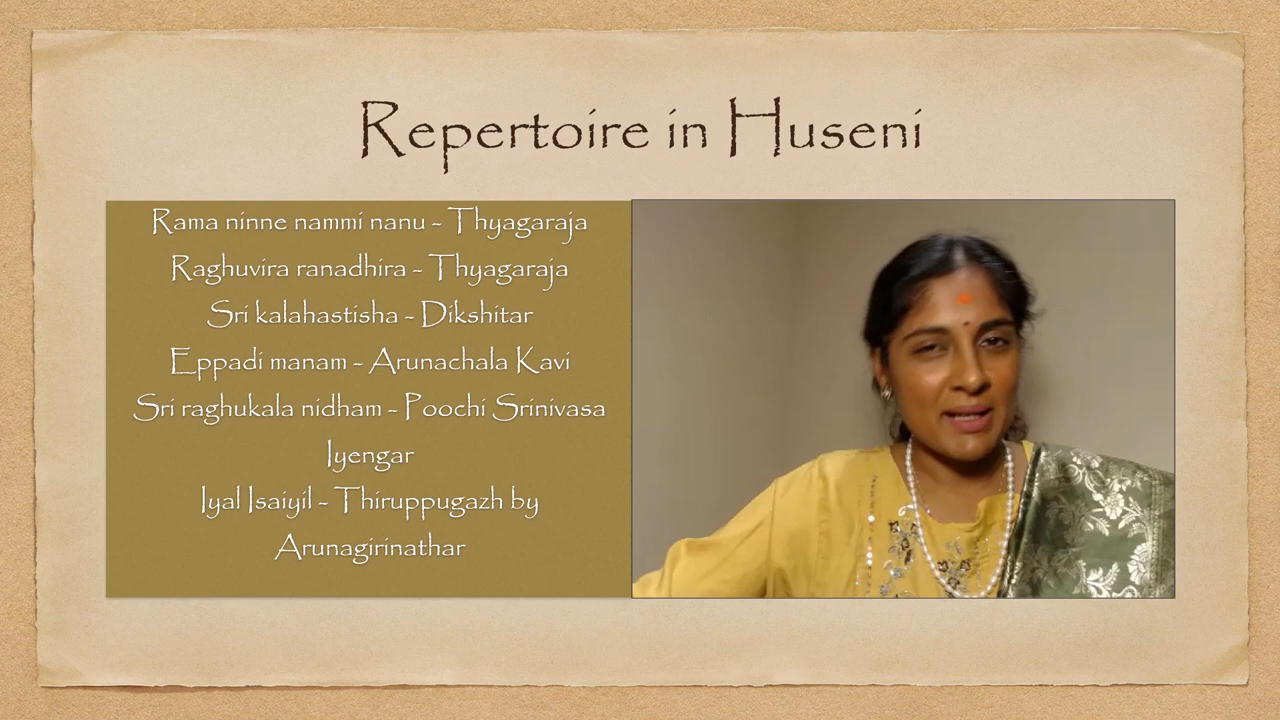 Repertoire in Huseni
Rama ninne nammi nanu - Thyagaraja
Raghuvira ranadhira - Thyagaraja
Sri kalahastisha - Dikshitar
Eppadi manam - Arunachala Kavi
Sri raghukala nidham - Poochi Srinivasa
Iyengar
Iyal Isaiyil - Thiruppugazh by
Arunagirinathar